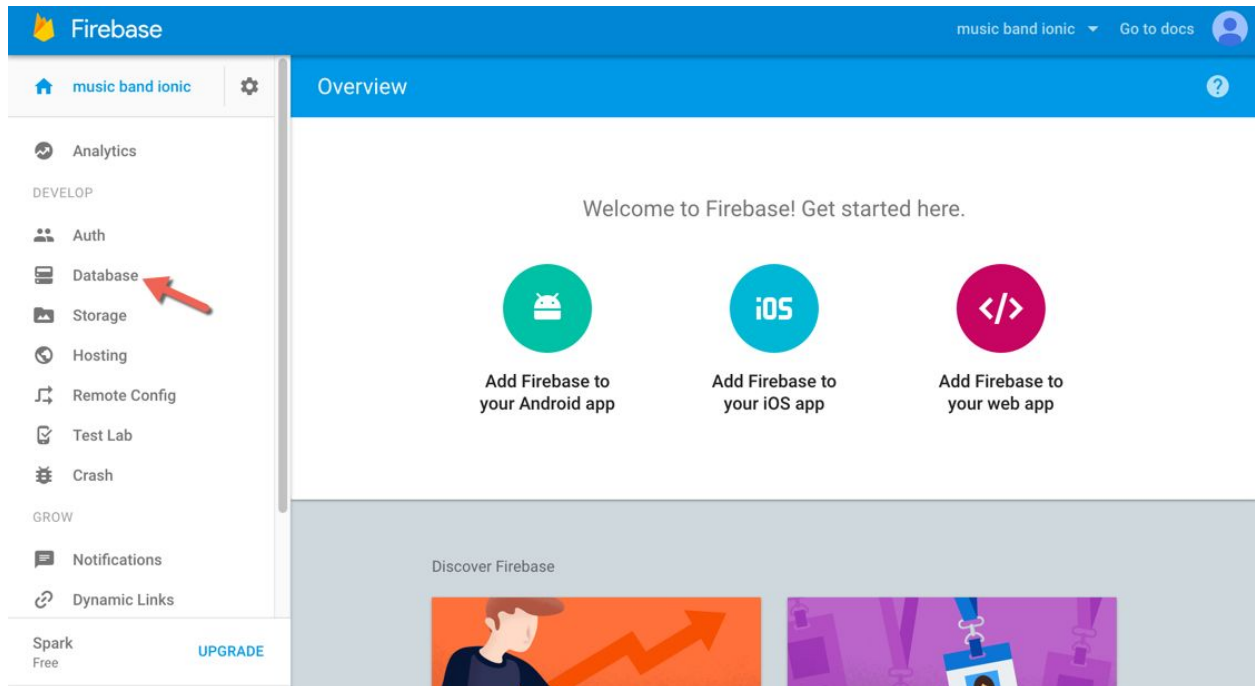 Firebase
music band ionic
Go to docs
music band ionic
Overview
?
Analytics
DEVELOP
Auth
Database
Storage
Hosting
Remote Config
Test Lab
Crash
GROW
Notifications
Dynamic Links
Spark
Free
UPGRADE
Welcome to Firebase! Get started here.
iOS
</>
Add Firebase to
your Android app
Add Firebase to
your iOS app
Add Firebase to
your web app
Discover Firebase